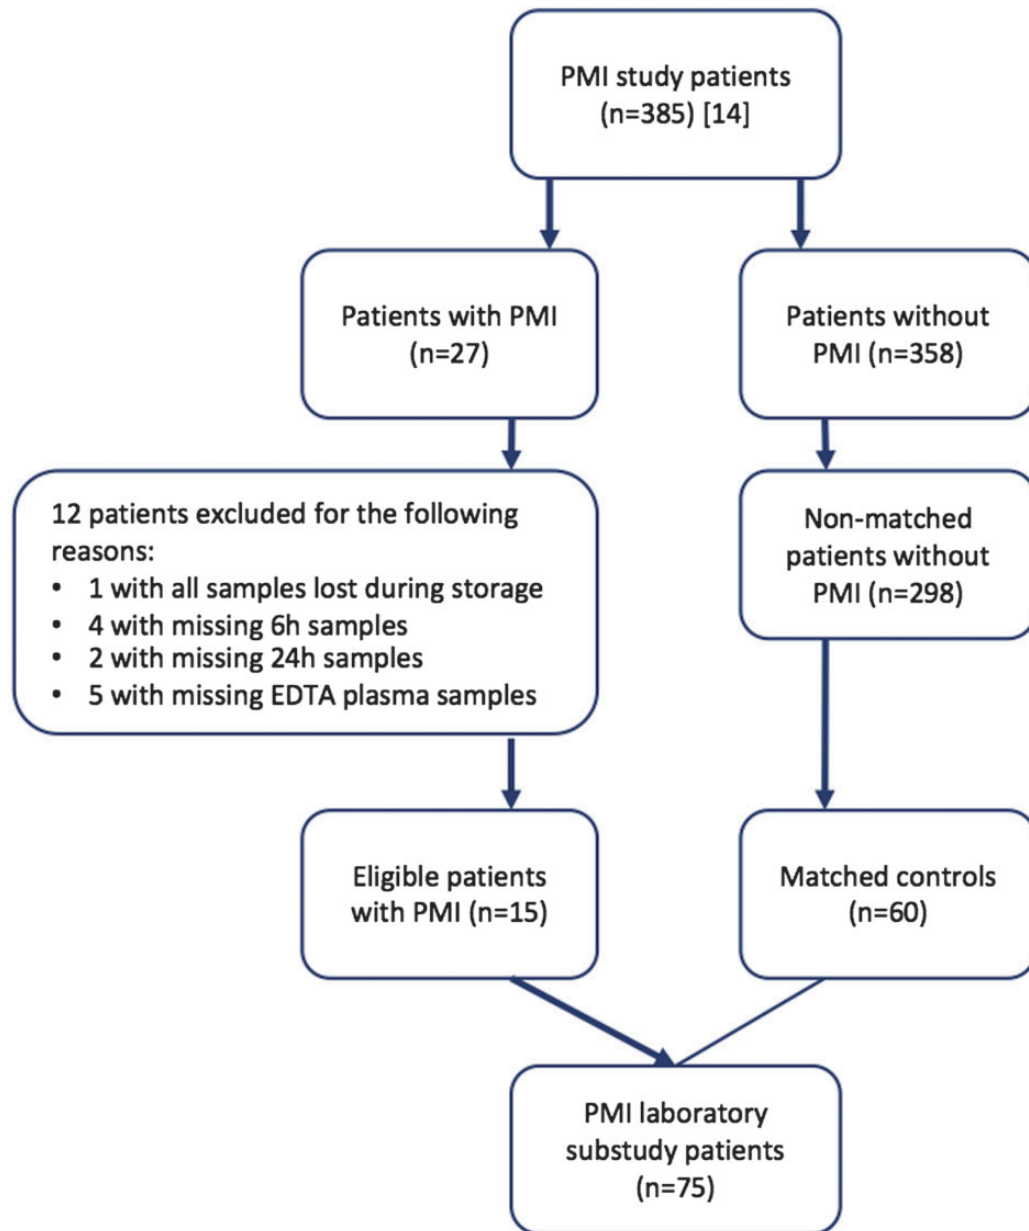 PMI study patients
(n=385) [14]
Patients with PMI
(n=27)
Patients without
PMI (n=358)
12 patients excluded for the following
reasons:
• 1 with all samples lost during storage
• 4 with missing 6h samples
• 2 with missing 24h samples
• 5 with missing EDTA plasma samples
Non-matched
patients without
PMI (n=298)
Eligible patients
with PMI (n=15)
Matched controls
(n=60)
PMI laboratory
substudy patients
(n=75)